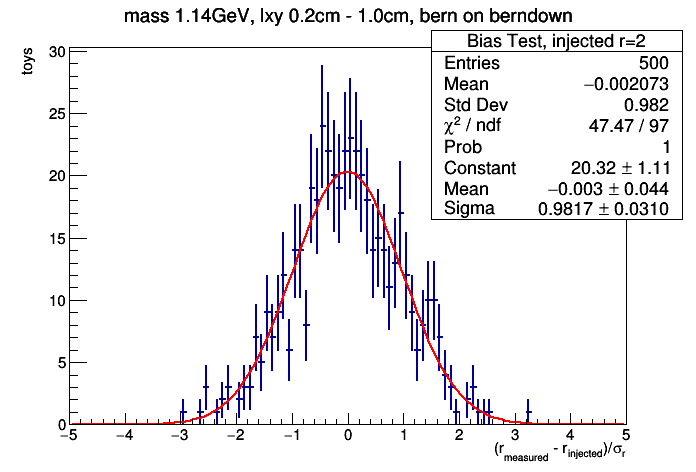 mass 1.14GeV, lxy 0.2cm - 1.0cm, bern on berndown
Bias Test, injected r=2
Entries 500
Mean −0.002073
Std Dev 0.982
χ² / ndf 47.47 / 97
Prob 1
Constant 20.32 ± 1.11
Mean −0.003 ± 0.044
Sigma 0.9817 ± 0.0310
toys
30
25
20
15
10
5
0
−5 −4 −3 −2 −1 0 1 2 3 4 5
(r_measured - r_injected)/σ_r